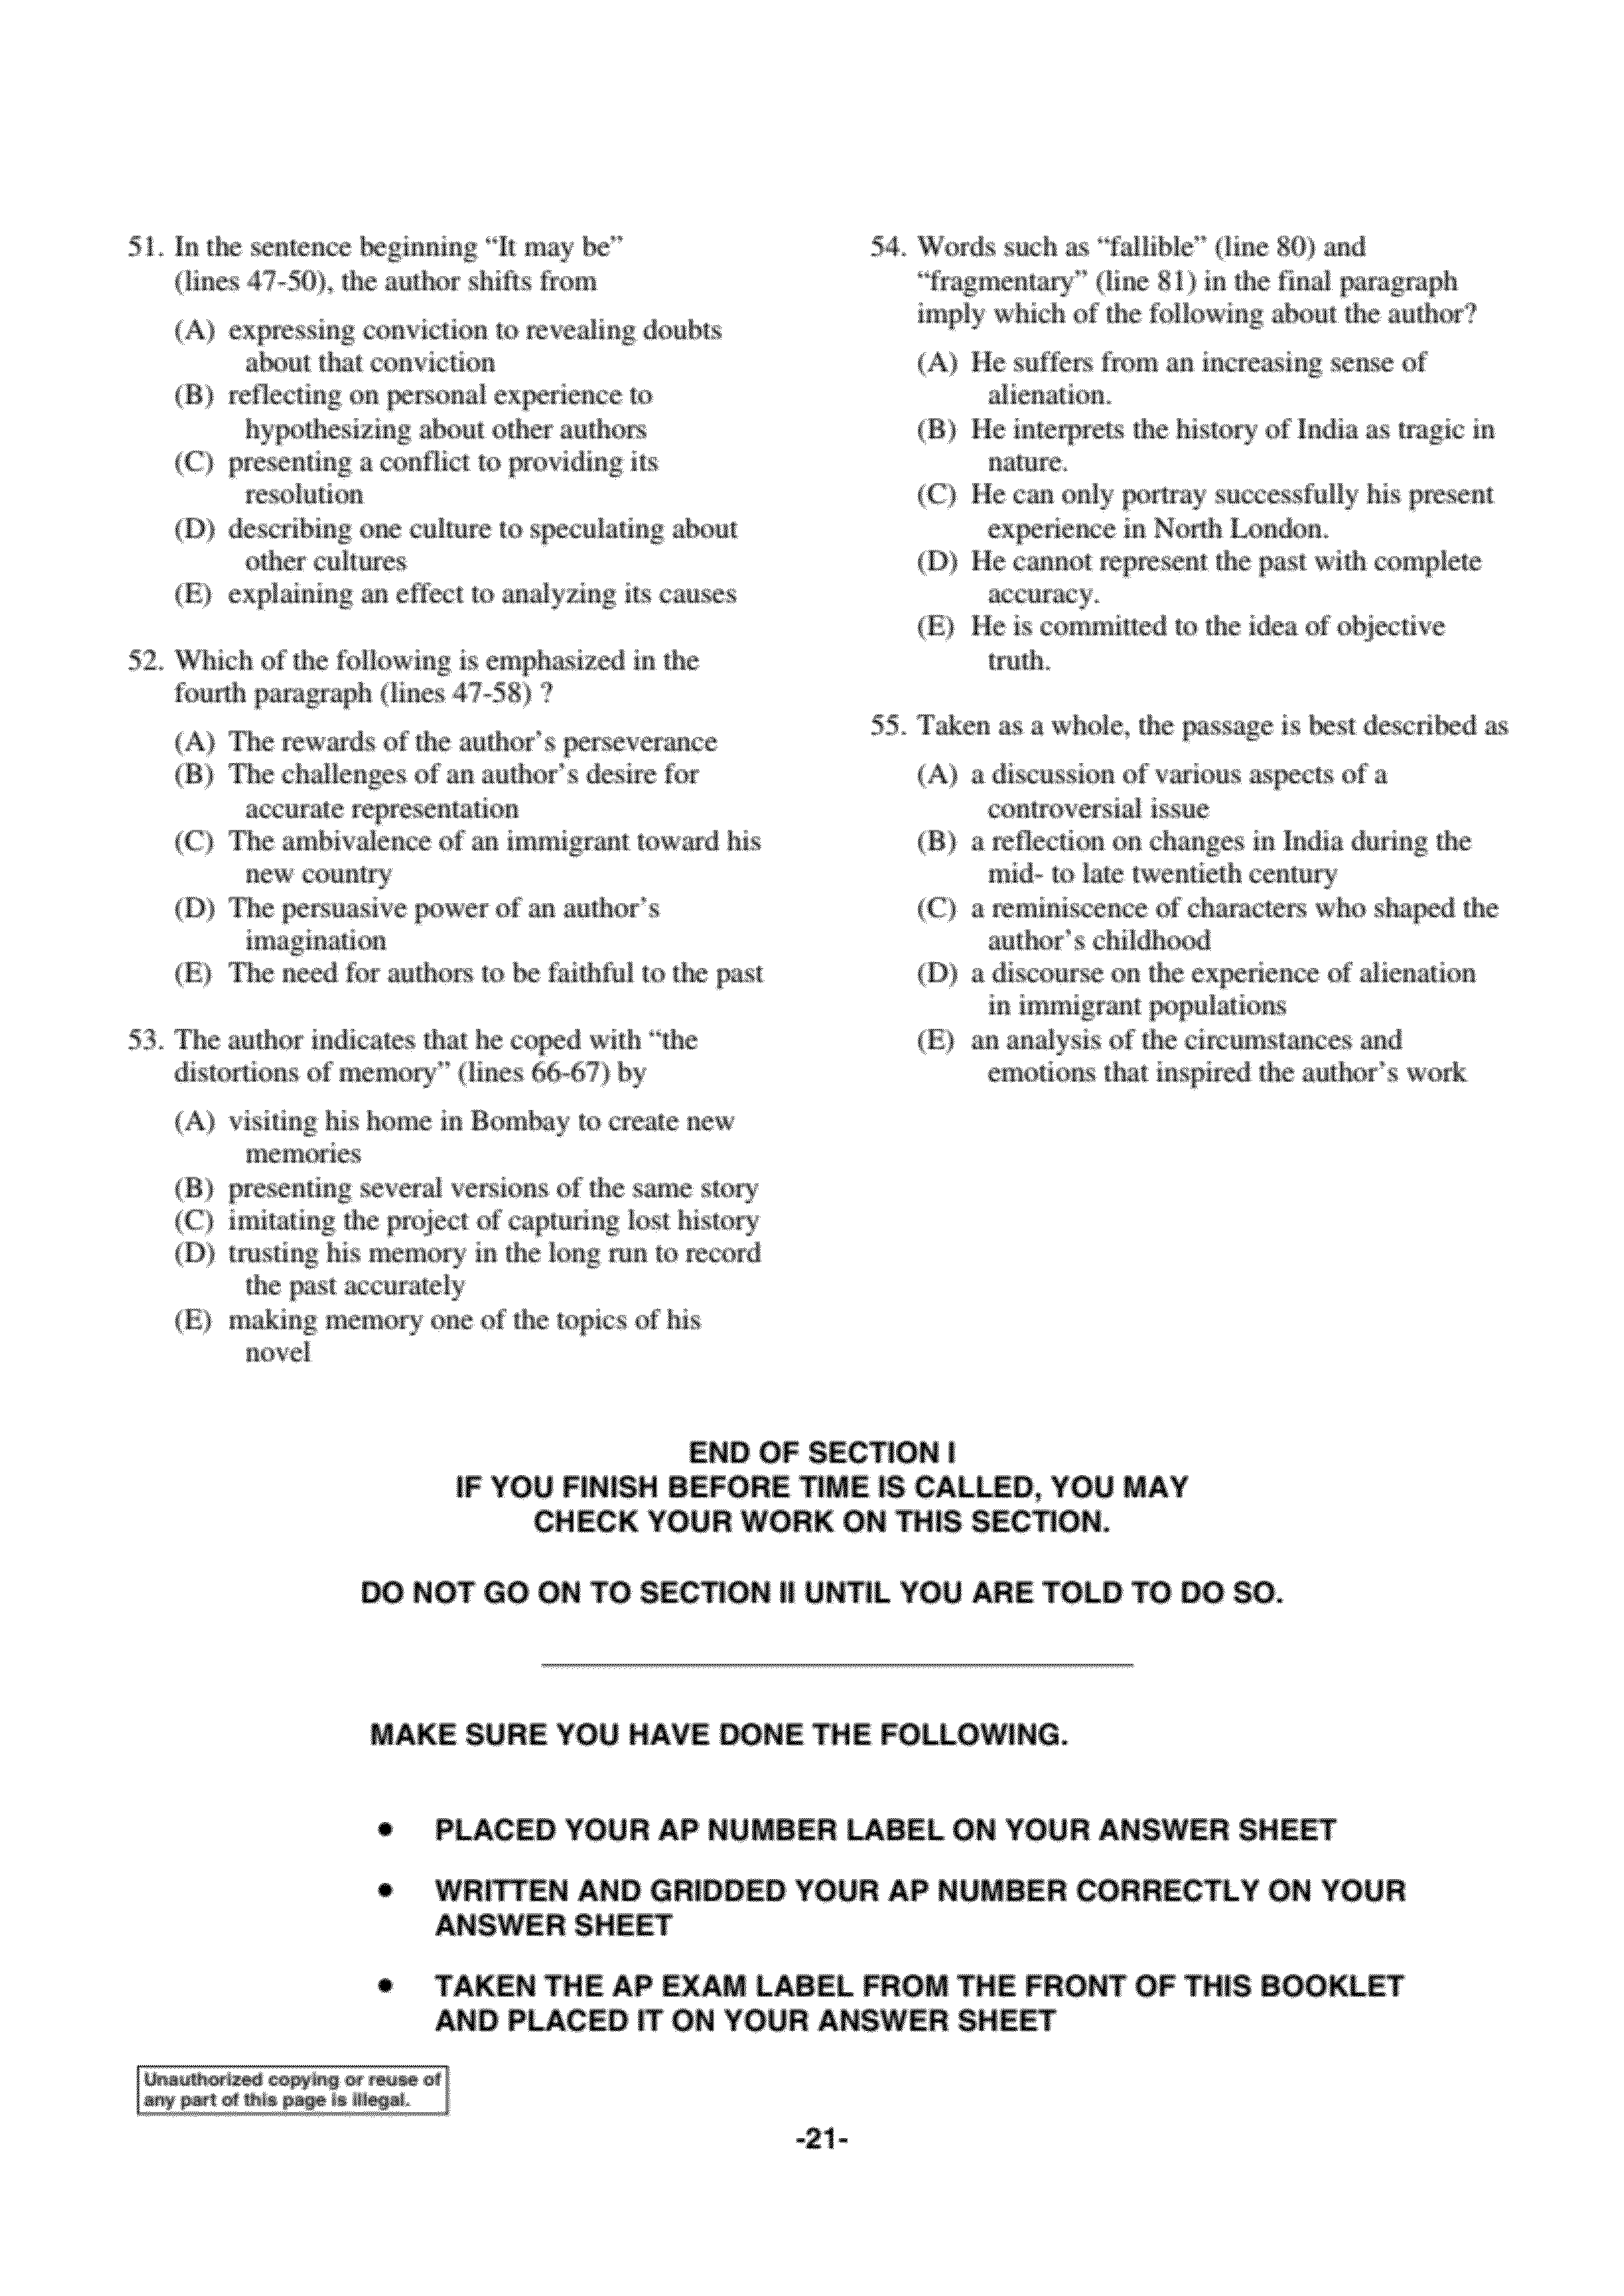 51. In the sentence beginning “It may be”
(lines 47-50), the author shifts from
(A) expressing conviction to revealing doubts
about that conviction
(B) reflecting on personal experience to
hypothesizing about other authors
(C) presenting a conflict to providing its
resolution
(D) describing one culture to speculating about
other cultures
(E) explaining an effect to analyzing its causes
52. Which of the following is emphasized in the
fourth paragraph (lines 47-58) ?
(A) The rewards of the author’s perseverance
(B) The challenges of an author’s desire for
accurate representation
(C) The ambivalence of an immigrant toward his
new country
(D) The persuasive power of an author’s
imagination
(E) The need for authors to be faithful to the past
53. The author indicates that he coped with “the
distortions of memory” (lines 66-67) by
(A) visiting his home in Bombay to create new
memories
(B) presenting several versions of the same story
(C) imitating the project of capturing lost history
(D) trusting his memory in the long run to record
the past accurately
(E) making memory one of the topics of his
novel
54. Words such as “fallible” (line 80) and
“fragmentary” (line 81) in the final paragraph
imply which of the following about the author?
(A) He suffers from an increasing sense of
alienation.
(B) He interprets the history of India as tragic in
nature.
(C) He can only portray successfully his present
experience in North London.
(D) He cannot represent the past with complete
accuracy.
(E) He is committed to the idea of objective
truth.
55. Taken as a whole, the passage is best described as
(A) a discussion of various aspects of a
controversial issue
(B) a reflection on changes in India during the
mid- to late twentieth century
(C) a reminiscence of characters who shaped the
author’s childhood
(D) a discourse on the experience of alienation
in immigrant populations
(E) an analysis of the circumstances and
emotions that inspired the author’s work
END OF SECTION I
IF YOU FINISH BEFORE TIME IS CALLED, YOU MAY
CHECK YOUR WORK ON THIS SECTION.
DO NOT GO ON TO SECTION II UNTIL YOU ARE TOLD TO DO SO.
MAKE SURE YOU HAVE DONE THE FOLLOWING.
• PLACED YOUR AP NUMBER LABEL ON YOUR ANSWER SHEET
• WRITTEN AND GRIDDED YOUR AP NUMBER CORRECTLY ON YOUR
ANSWER SHEET
• TAKEN THE AP EXAM LABEL FROM THE FRONT OF THIS BOOKLET
AND PLACED IT ON YOUR ANSWER SHEET
Unauthorized copying or reuse of
any part of this page is illegal.
-21-